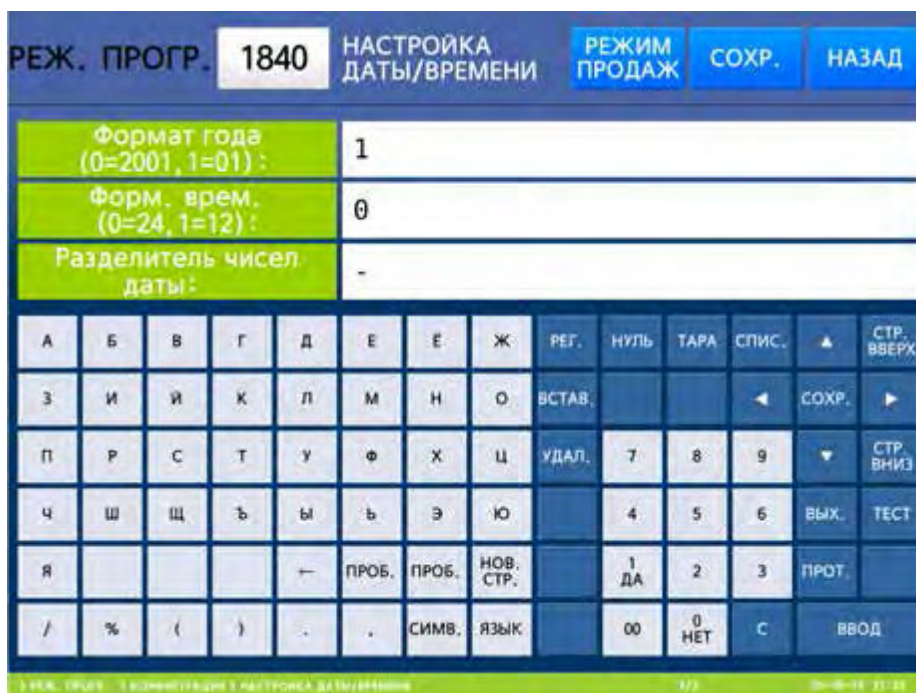 РЕЖ. ПРОГР. 1840 НАСТРОЙКА ДАТЫ/ВРЕМЕНИ РЕЖИМ ПРОДАЖ СОХР. НАЗАД
Формат года
(0=2001, 1=01): 1
Форм. врем.
(0=24, 1=12): 0
Разделитель чисел
даты: -
А Б В Г Д Е Ё Ж РЕГ. НУЛЬ ТАРА СПИС. ▲ СТР. ВВЕРХ
З И Й К Л М Н О ВСТАВ. ◀ СОХР. ▶
П Р С Т У Ф Х Ц УДАЛ. 7 8 9 ▼ СТР. ВНИЗ
Ч Ш Щ Ъ Ы Ь Э Ю 4 5 6 ВЫХ. ТЕСТ
Я ← ПРОБ. ПРОБ. НОВ. СТР. 1 ДА 2 3 ПРОТ.
/ % ( ) . , СИМВ. ЯЗЫК 00 0 НЕТ С ВВОД